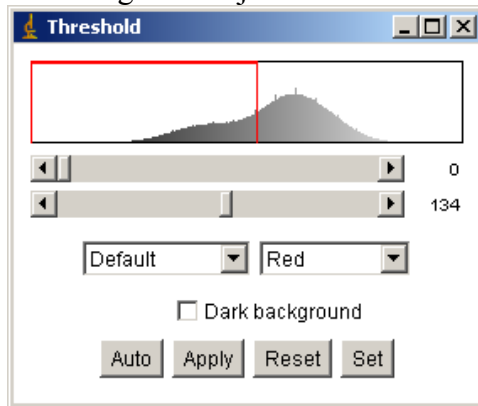 Threshold
0
134
Default Red
Dark background
Auto Apply Reset Set